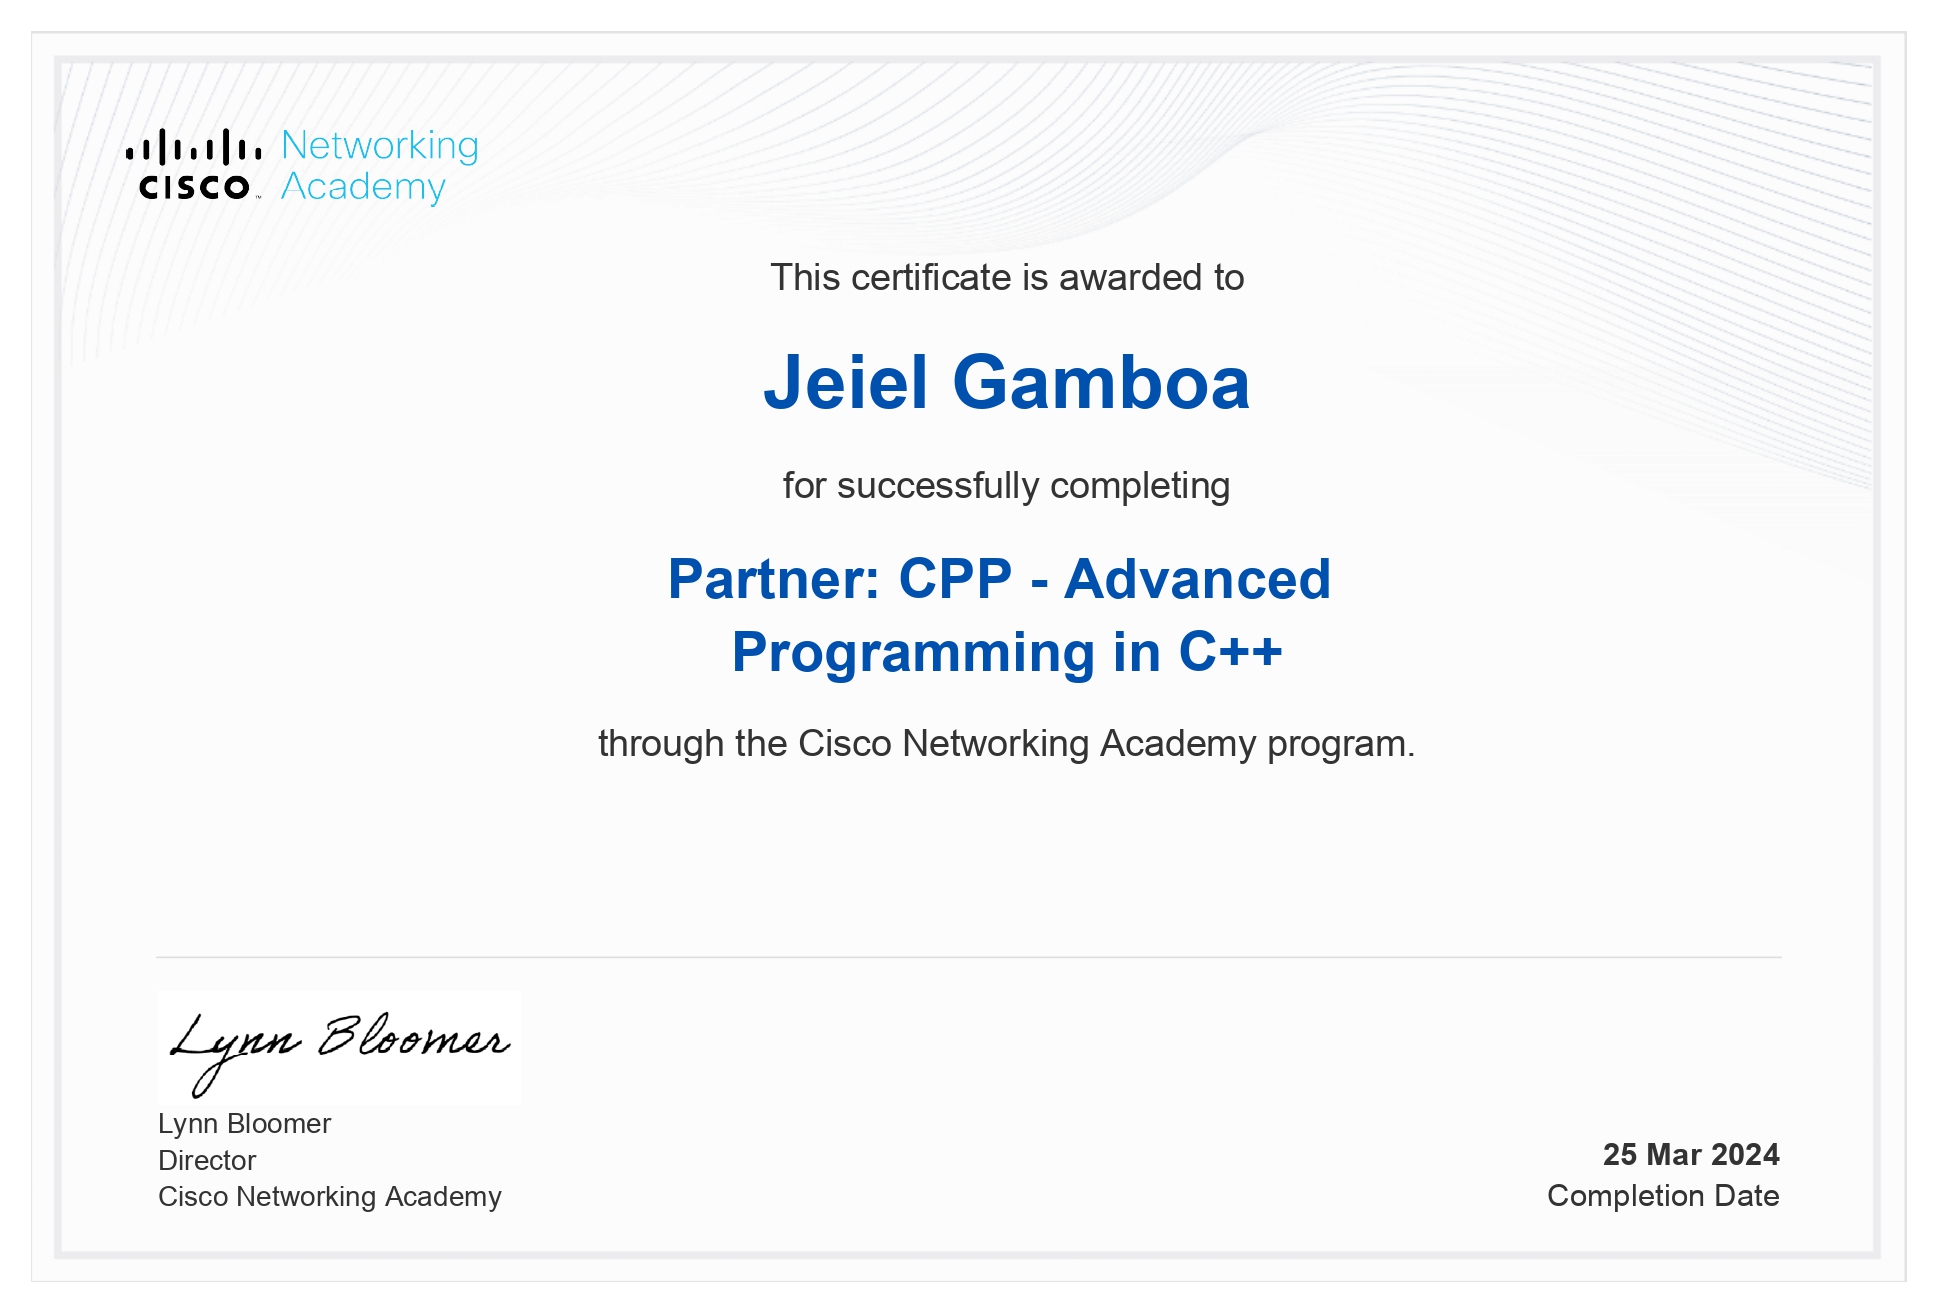 cisco™ Networking
Academy
This certificate is awarded to
Jeiel Gamboa
for successfully completing
Partner: CPP - Advanced
Programming in C++
through the Cisco Networking Academy program.
Lynn Bloomer
Lynn Bloomer
Director
Cisco Networking Academy
25 Mar 2024
Completion Date